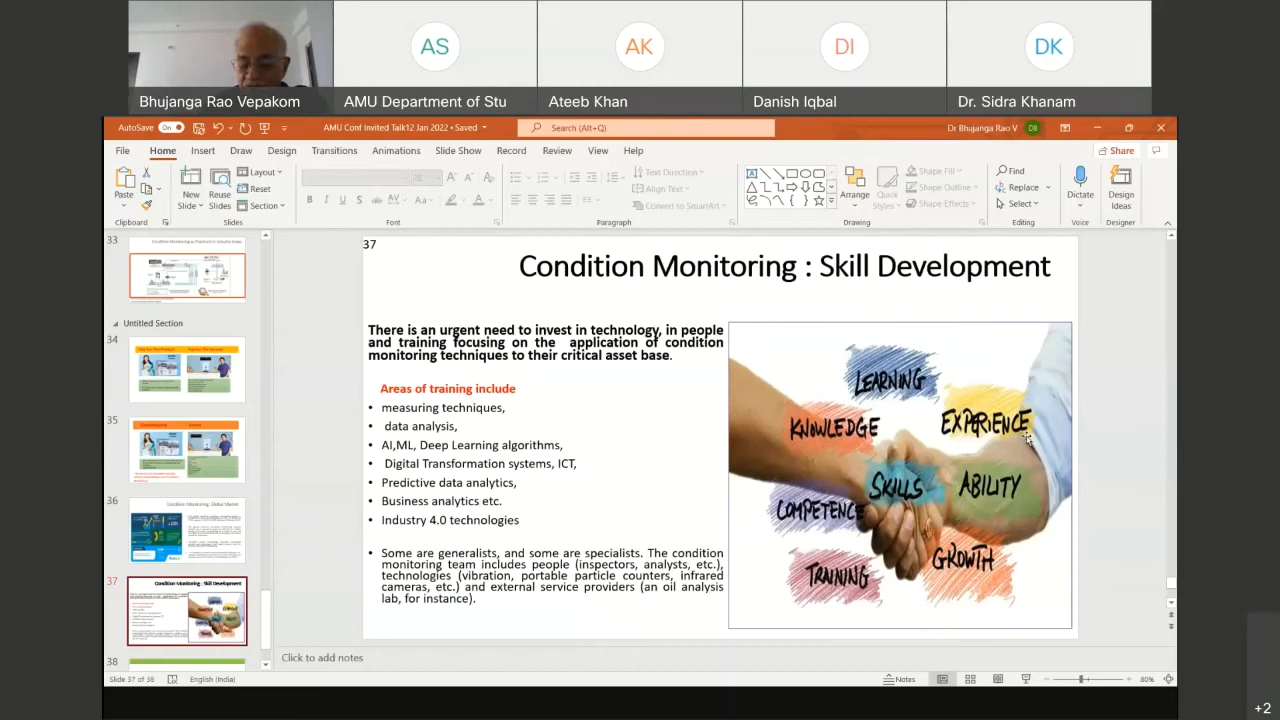 AS
AK
DI
DK
Bhujanga Rao Vepakom
AMU Department of Stu
Ateeb Khan
Danish Iqbal
Dr. Sidra Khanam
AutoSave
On
AMU Conf Invited Talk12 Jan 2022 • Saved
Search (Alt+Q)
Dr Bhujanga Rao V
DB
File
Home
Insert
Draw
Design
Transitions
Animations
Slide Show
Record
Review
View
Help
Share
Paste
New
Slide
Reuse
Slides
Layout
Reset
Section
Text Direction
Align Text
Convert to SmartArt
Arrange
Quick
Styles
Shape Fill
Shape Outline
Shape Effects
Find
Replace
Select
Dictate
Design
Ideas
Clipboard
Slides
Font
Paragraph
Drawing
Editing
Voice
Designer
33
Untitled Section
34
35
36
Condition Monitoring: Global Market
37
Condition Monitoring : Skill Development
38
37
Condition Monitoring : Skill Development
There is an urgent need to invest in technology, in people
and training focusing on the application of condition
monitoring techniques to their critical asset base.
Areas of training include
• measuring techniques,
• data analysis,
• AI,ML, Deep Learning algorithms,
• Digital Transformation systems, ICT,
• Predictive data analytics,
• Business analytics etc.
• Industry 4.0 technologies
• Some are generalists, and some are specialists. The condition
monitoring team includes people (inspectors, analysts, etc.),
technologies (vibration, portable particle counters, infrared
cameras, etc.) and external service providers (an oil analysis
lab, for instance).
LEARNING
KNOWLEDGE
EXPERIENCE
SKILLS
ABILITY
COMPETENCE
GROWTH
TRAINING
Click to add notes
Slide 37 of 38
English (India)
Notes
80%
+2